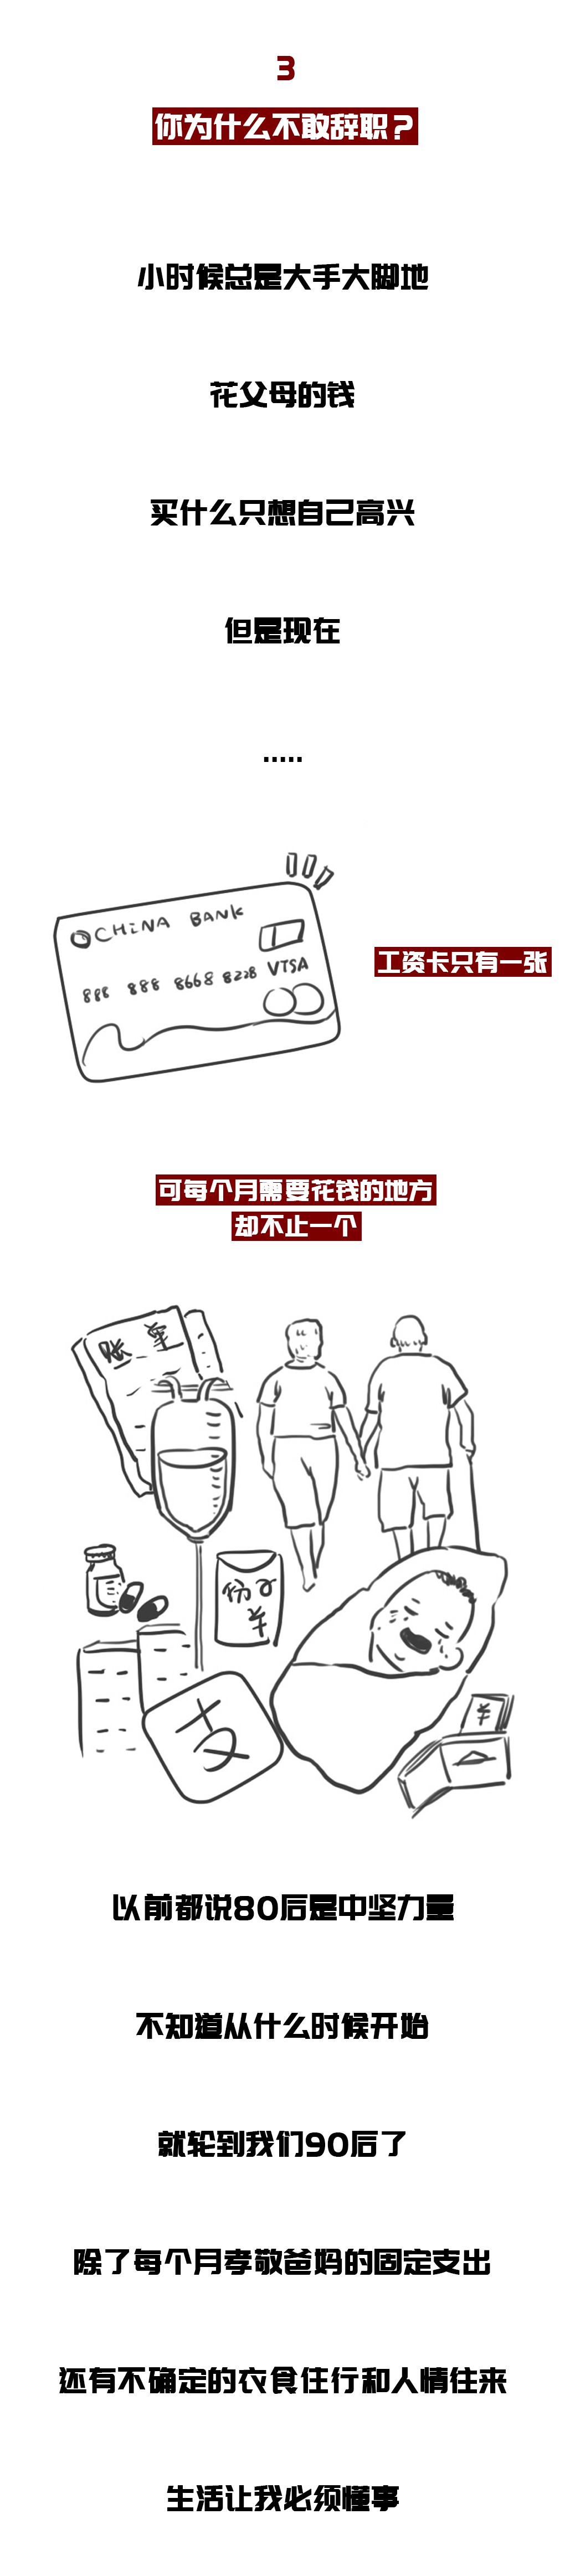 3
你为什么不敢辞职？
小时候总是大手大脚地
花父母的钱
买什么只想自己高兴
但是现在
.....
CHINA BANK
888 888 8668 8228 VISA
工资卡只有一张
可每个月需要花钱的地方
却不止一个
账单
份子
¥
支
¥
以前都说80后是中坚力量
不知道从什么时候开始
就轮到我们90后了
除了每个月孝敬爸妈的固定支出
还有不确定的衣食住行和人情往来
生活让我必须懂事